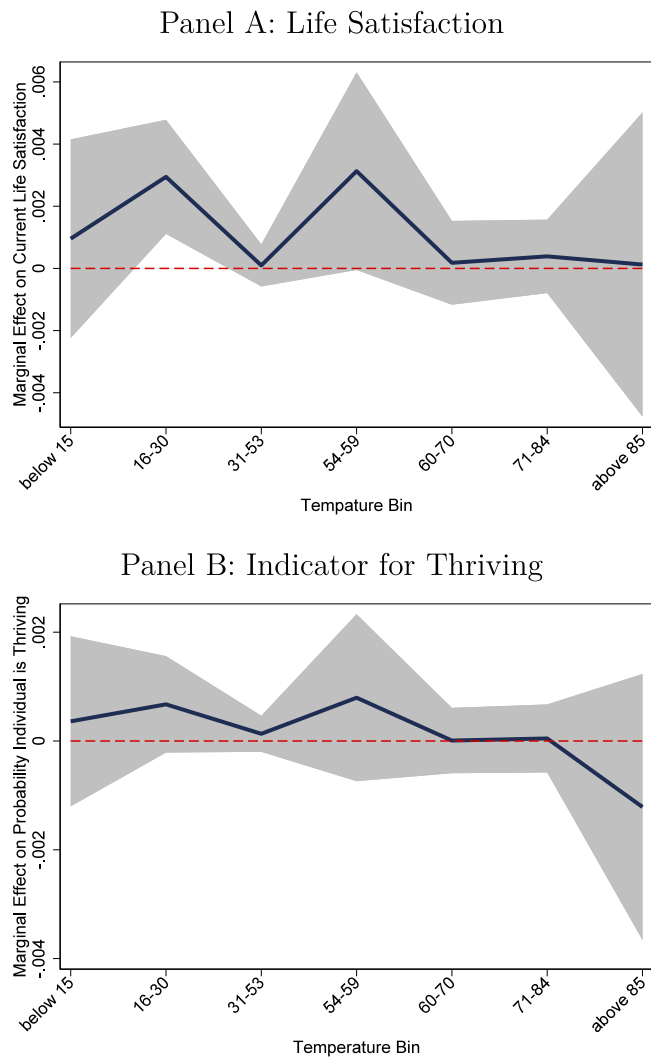 Panel A: Life Satisfaction
Marginal Effect on Current Life Satisfaction
.006
.004
.002
0
-.002
-.004
below 15
16-30
31-53
54-59
60-70
71-84
above 85
Tempature Bin
Panel B: Indicator for Thriving
Marginal Effect on Probability Individual is Thriving
.002
0
-.002
-.004
below 15
16-30
31-53
54-59
60-70
71-84
above 85
Temperature Bin